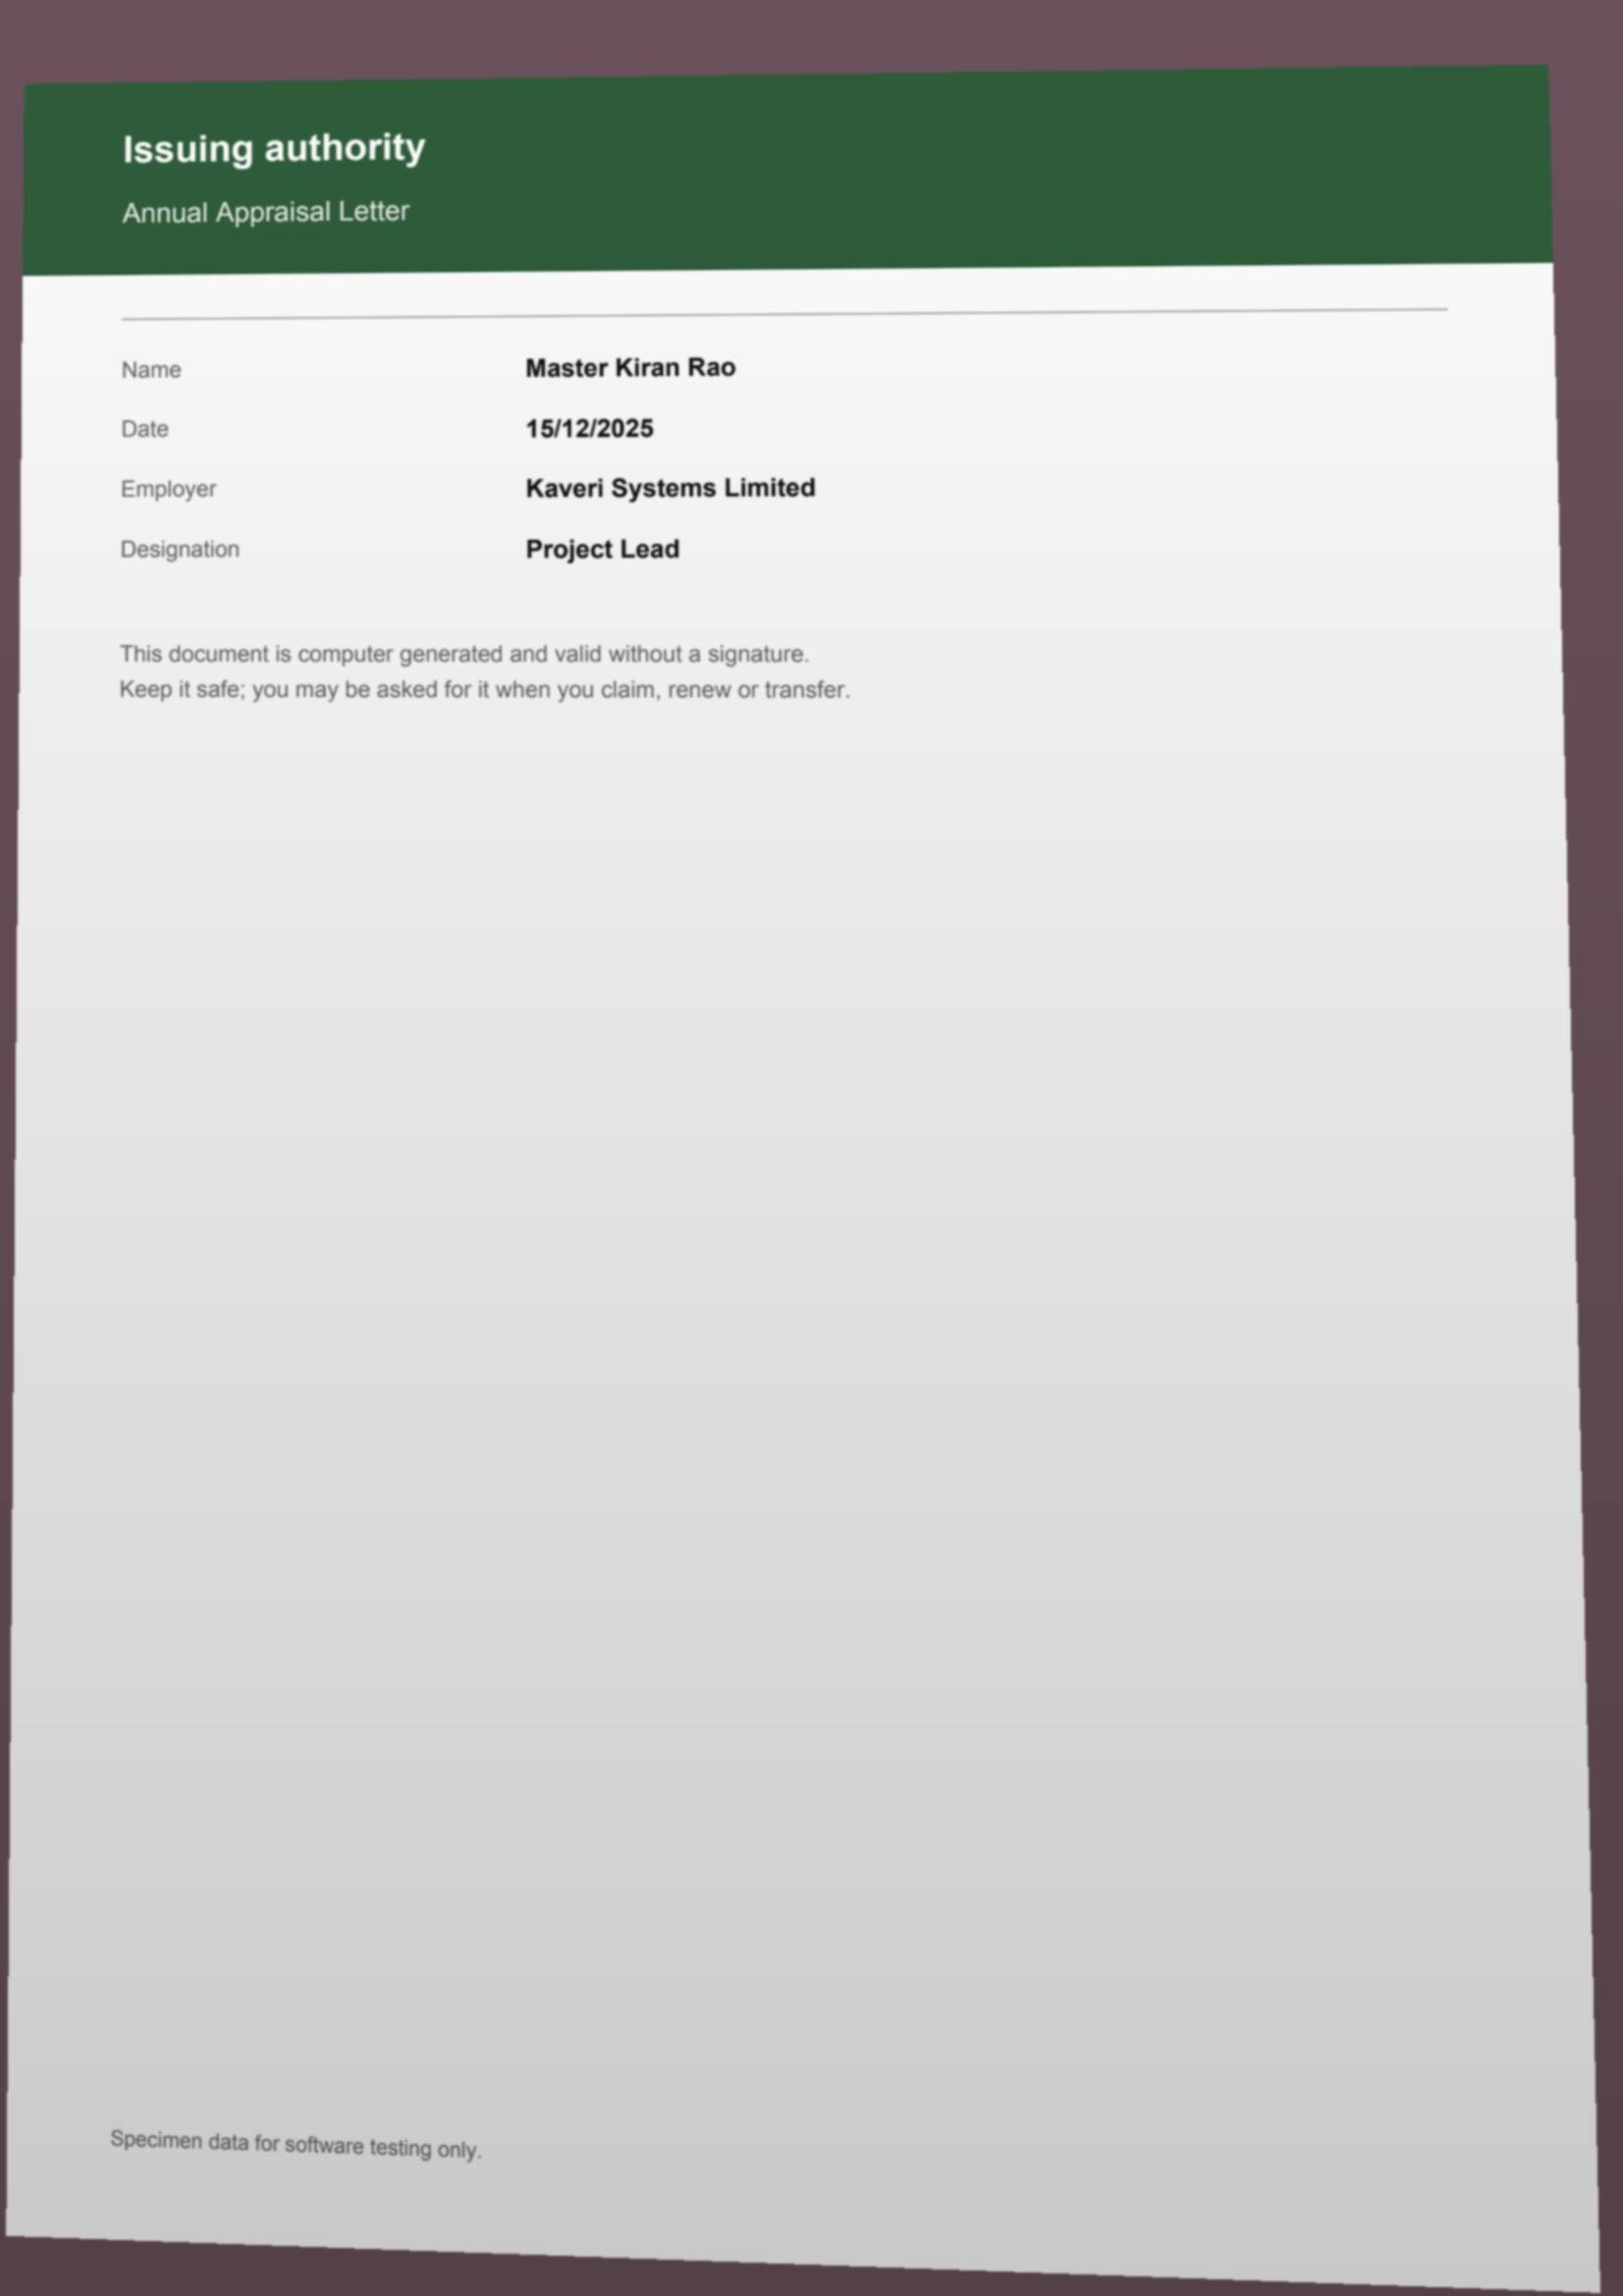 Issuing authority
Annual Appraisal Letter
Name Master Kiran Rao
Date 15/12/2025
Employer Kaveri Systems Limited
Designation Project Lead
This document is computer generated and valid without a signature.
Keep it safe; you may be asked for it when you claim, renew or transfer.
Specimen data for software testing only.